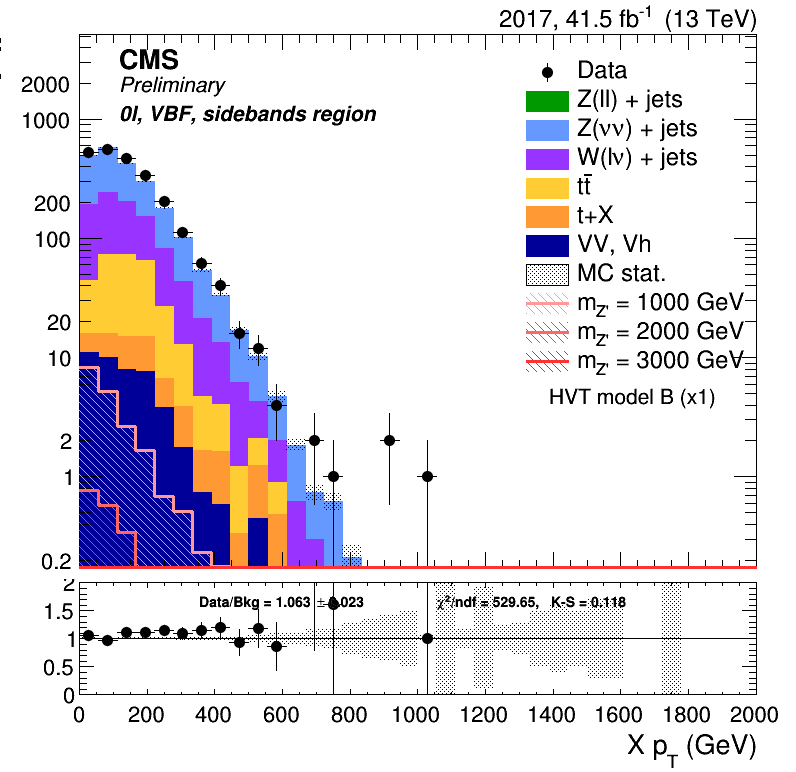 2017, 41.5 fb⁻¹ (13 TeV)
CMS
Preliminary
0l, VBF, sidebands region
Data
Z(ll) + jets
Z(νν) + jets
W(lν) + jets
tt̄
t+X
VV, Vh
MC stat.
m_Z' = 1000 GeV
m_Z' = 2000 GeV
m_Z' = 3000 GeV
HVT model B (x1)
2000
1000
200
100
20
10
2
1
0.2
Data/Bkg = 1.063 ± 0.023
χ²/ndf = 529.65, K-S = 0.118
2
1.5
1
0.5
0
0 200 400 600 800 1000 1200 1400 1600 1800 2000
X p_T (GeV)